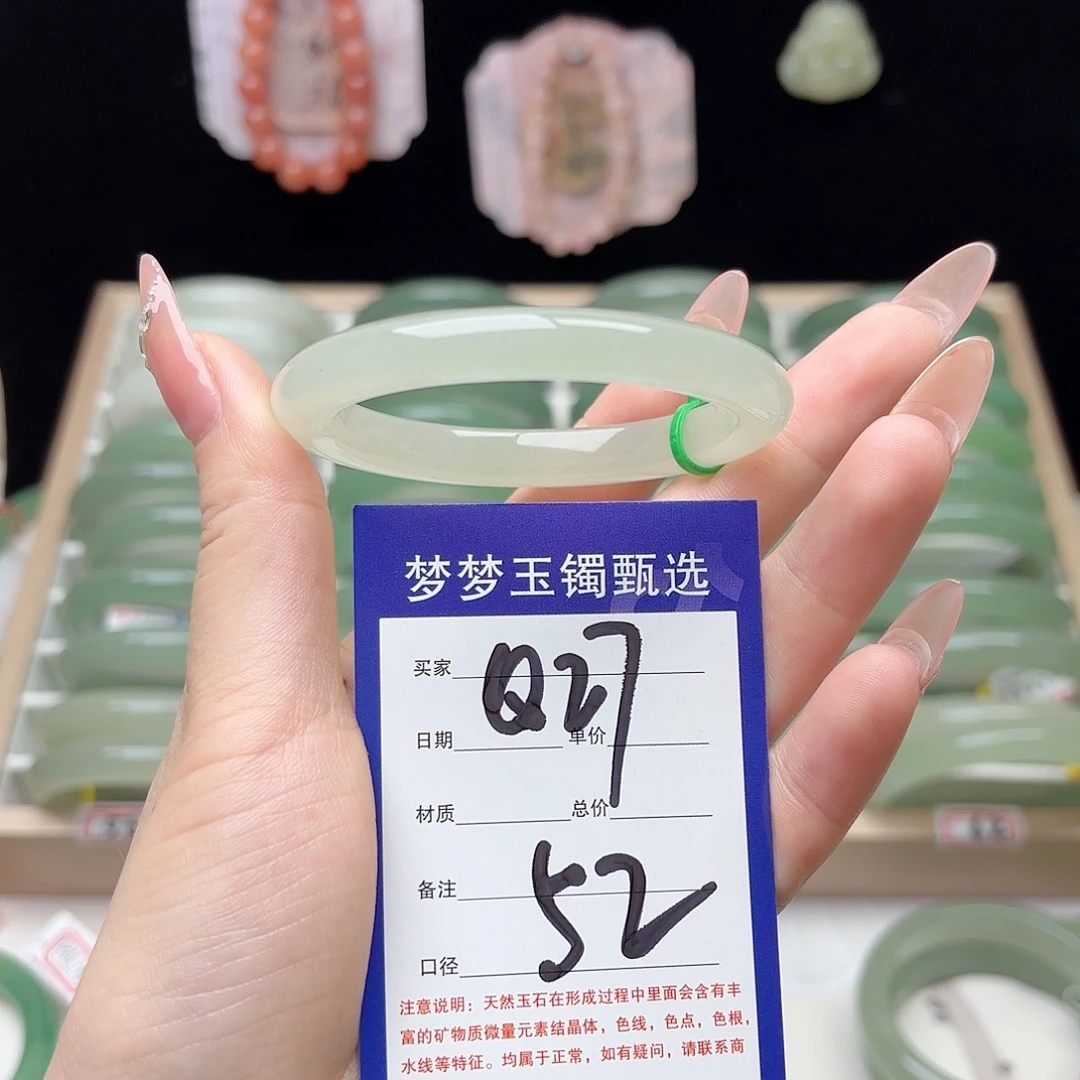 梦梦玉镯甄选
买家 Q27
日期 单价
材质 总价
备注 52
口径
注意说明：天然玉石在形成过程中里面会含有丰
富的矿物质微量元素结晶体，色线，色点，色根，
水线等特征。均属于正常，如有疑问，请联系商